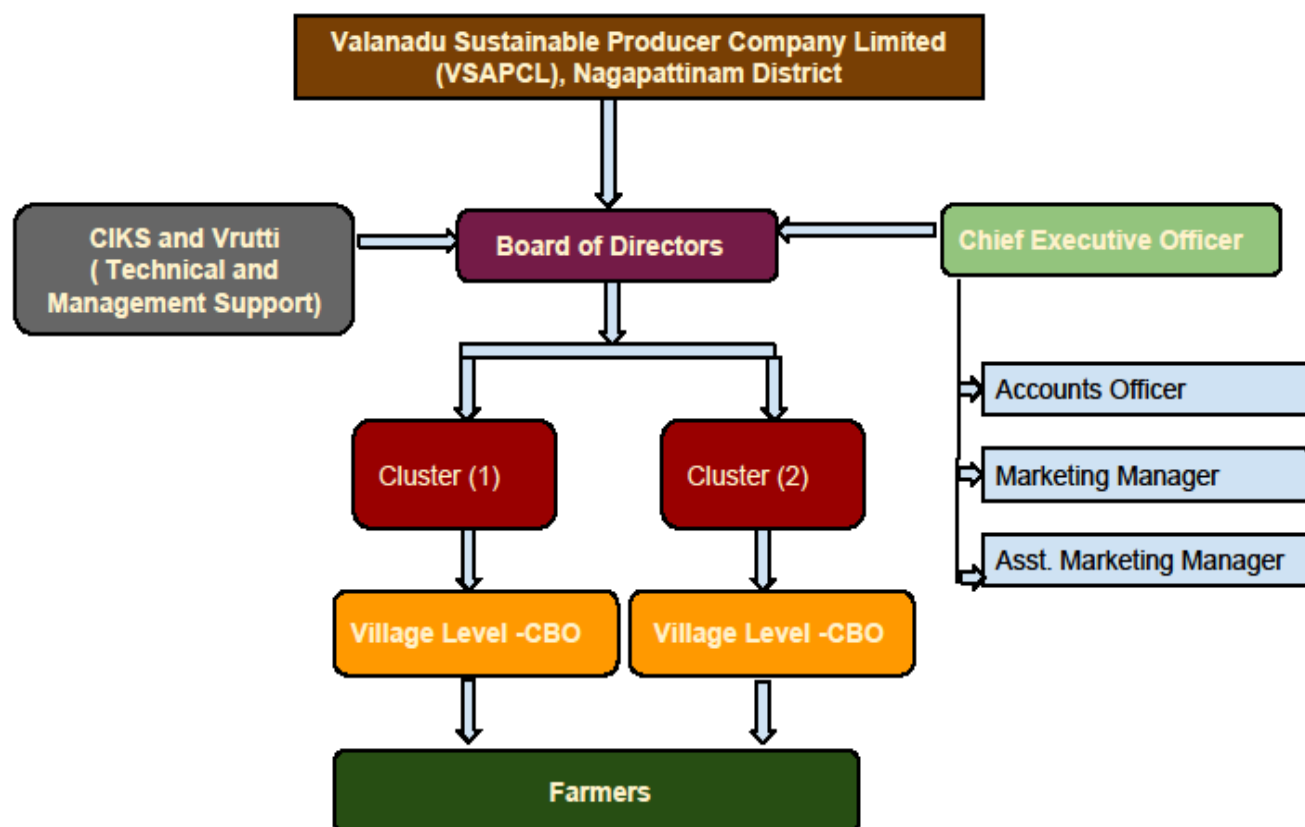 Valanadu Sustainable Producer Company Limited
(VSAPCL), Nagapattinam District
CIKS and Vrutti
( Technical and
Management Support)
Board of Directors
Chief Executive Officer
Accounts Officer
Marketing Manager
Asst. Marketing Manager
Cluster (1)
Cluster (2)
Village Level -CBO
Village Level -CBO
Farmers